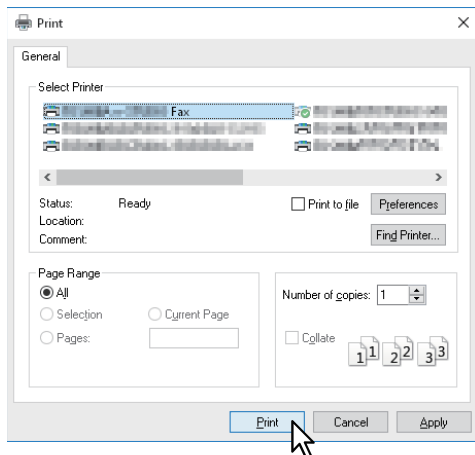 Print
General
Select Printer
Fax
Status: Ready
Location:
Comment:
Print to file
Preferences
Find Printer...
Page Range
All
Selection
Current Page
Pages:
Number of copies: 1
Collate
1 1 2 2 3 3
Print Cancel Apply